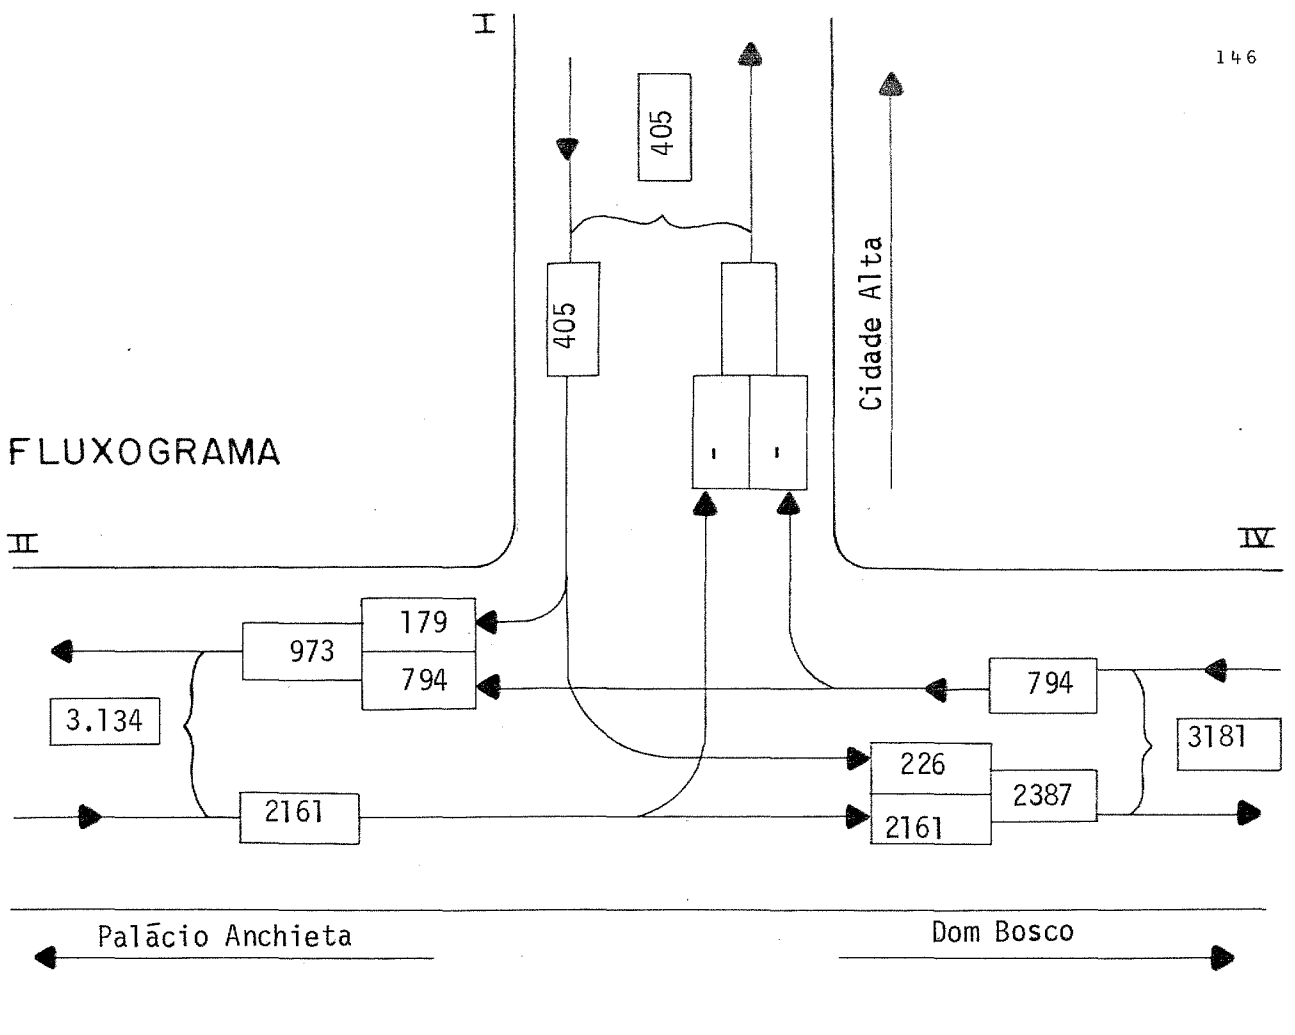 I
146
405
405
Cidade Alta
- -
FLUXOGRAMA
II
IV
179
973
794
794
3.134
3181
226
2387
2161
2161
Palácio Anchieta
Dom Bosco